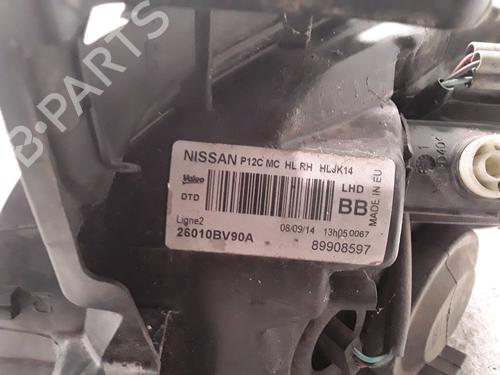 B-PARTS
NISSAN P12C MC HL RH HLJK14
Valeo
DTD
LHD
BB
MADE IN EU
Ligne2
08/09/14 13h05 0067
26010BV90A
89908597